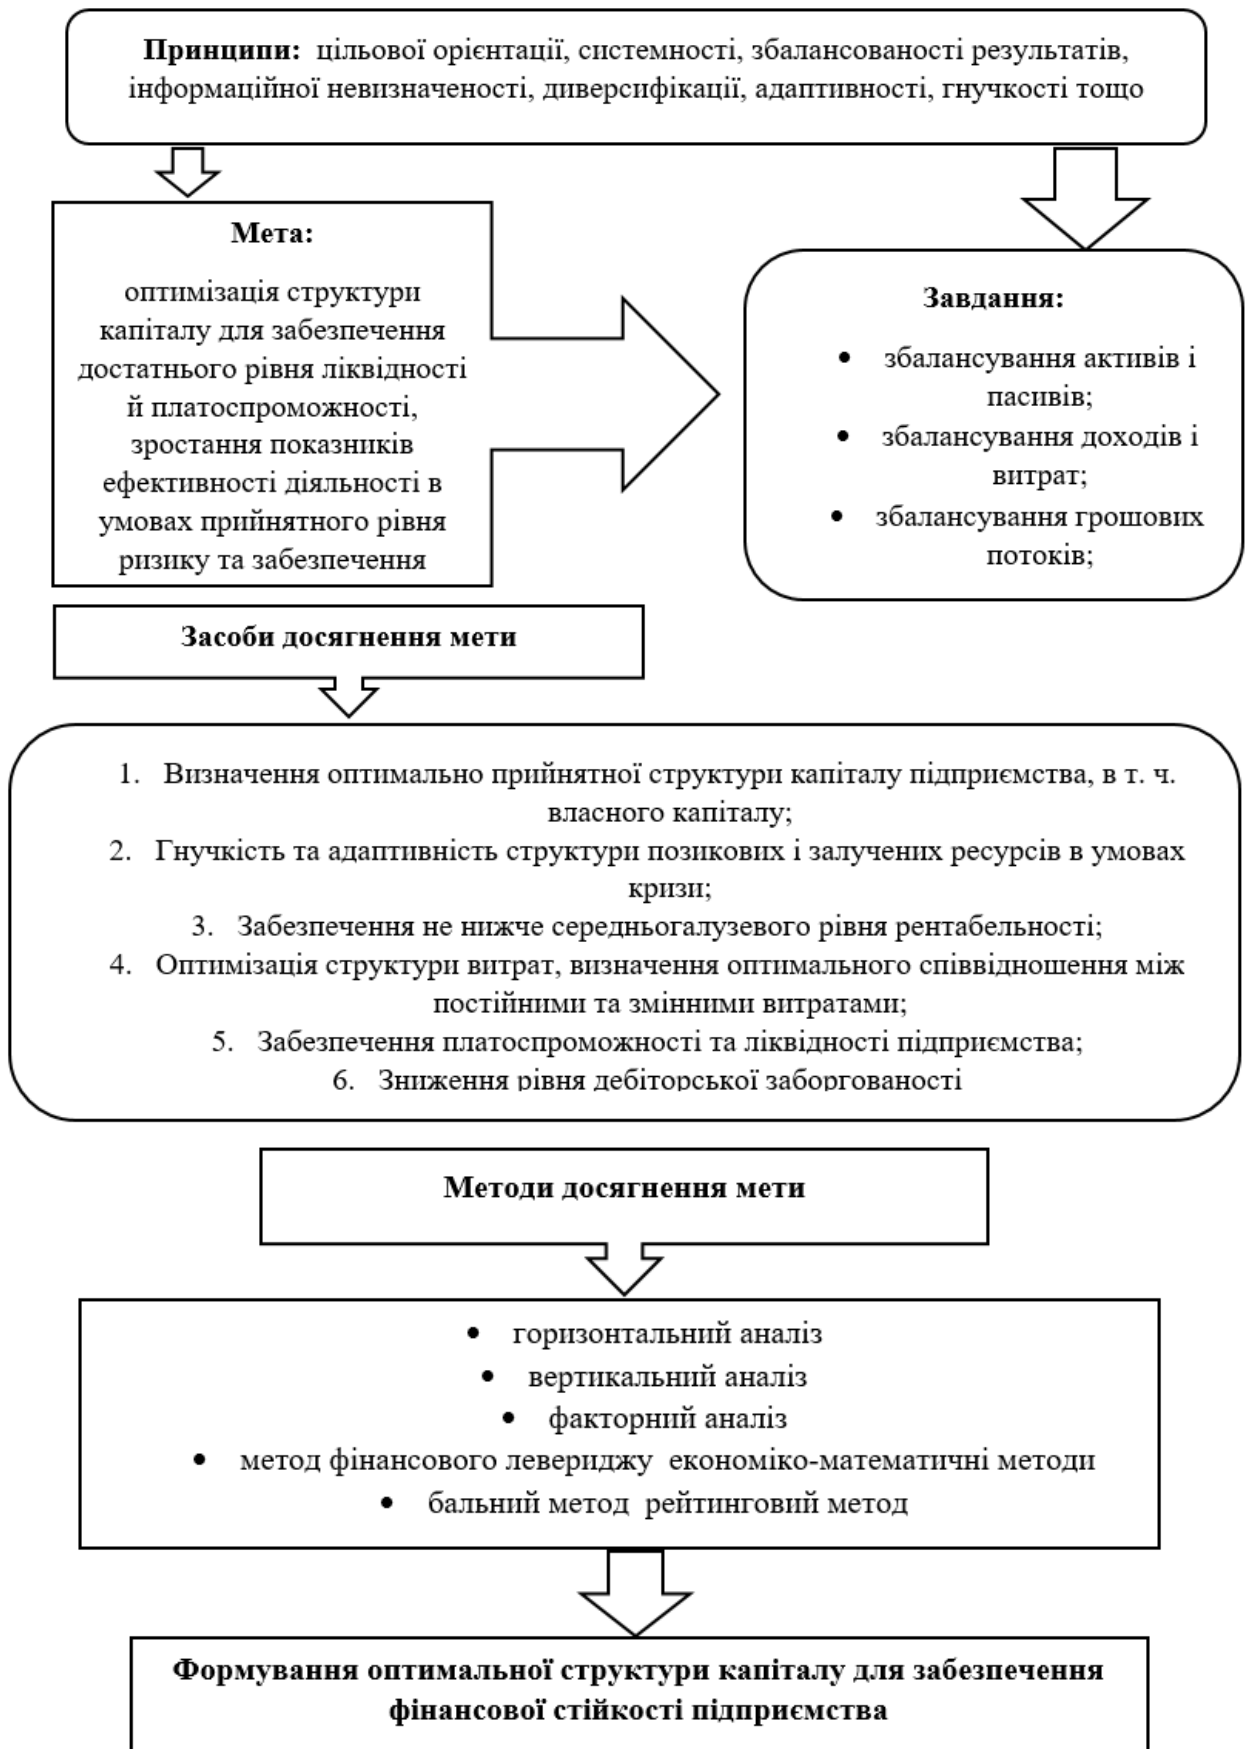 Принципи: цільової орієнтації, системності, збалансованості результатів,
інформаційної невизначеності, диверсифікації, адаптивності, гнучкості тощо
Мета:
оптимізація структури
капіталу для забезпечення
достатнього рівня ліквідності
й платоспроможності,
зростання показників
ефективності діяльності в
умовах прийнятного рівня
ризику та забезпечення
Завдання:
• збалансування активів і
пасивів;
• збалансування доходів і
витрат;
• збалансування грошових
потоків;
Засоби досягнення мети
1. Визначення оптимально прийнятної структури капіталу підприємства, в т. ч.
власного капіталу;
2. Гнучкість та адаптивність структури позикових і залучених ресурсів в умовах
кризи;
3. Забезпечення не нижче середньогалузевого рівня рентабельності;
4. Оптимізація структури витрат, визначення оптимального співвідношення між
постійними та змінними витратами;
5. Забезпечення платоспроможності та ліквідності підприємства;
6. Зниження рівня дебіторської заборгованості
Методи досягнення мети
• горизонтальний аналіз
• вертикальний аналіз
• факторний аналіз
• метод фінансового левериджу економіко-математичні методи
• бальний метод рейтинговий метод
Формування оптимальної структури капіталу для забезпечення
фінансової стійкості підприємства